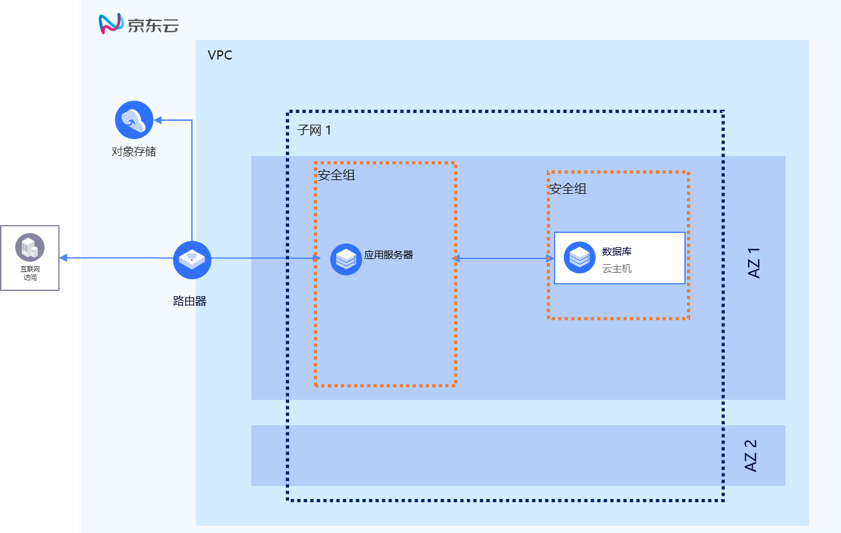 京东云
VPC
子网 1
对象存储
安全组
安全组
互联网
访问
路由器
应用服务器
数据库
云主机
AZ 1
AZ 2